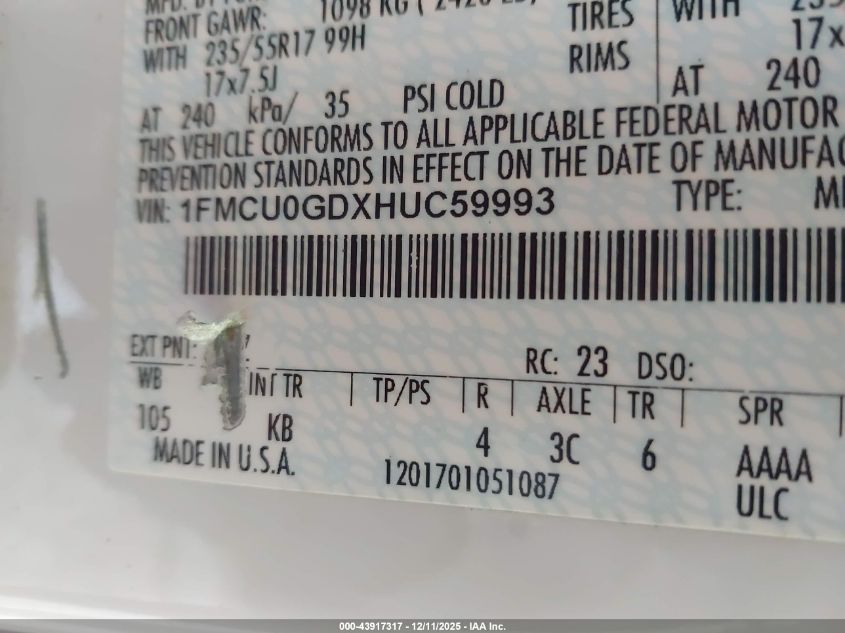 FRONT GAWR: 1098 KG
WITH 235/55R17 99H TIRES WITH
17x7.5J RIMS
AT 240 kPa/ 35 PSI COLD AT 240
THIS VEHICLE CONFORMS TO ALL APPLICABLE FEDERAL MOTOR
PREVENTION STANDARDS IN EFFECT ON THE DATE OF
VIN: 1FMCU0GDXHUC59993 TYPE:
EXT PNT: RC: 23 DSO:
WB INT TR TP/PS R AXLE TR SPR
105 KB 4 3C 6 AAAA
MADE IN U.S.A. 1201701051087 ULC
000-43917317 - 12/11/2025 - IAA Inc.